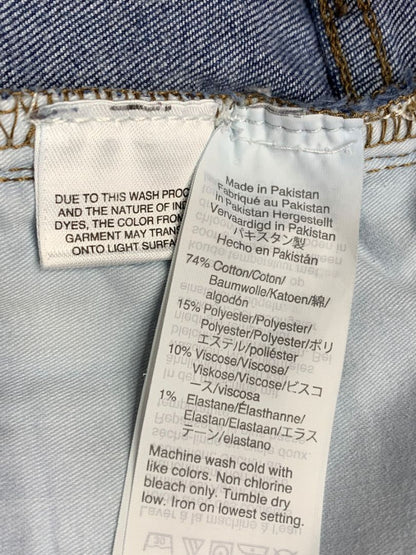 DUE TO THIS WASH PROC
AND THE NATURE OF IND
DYES, THE COLOR FROM
GARMENT MAY TRANS
ONTO LIGHT SURFA
Made in Pakistan
Fabriqué au Pakistan
in Pakistan Hergestellt
Vervaardigd in Pakistan
パキスタン製
Hecho en Pakistán
74% Cotton/Coton/
Baumwolle/Katoen/綿/
algodón
15% Polyester/Polyester/
Polyester/Polyester/ポリ
エステル/poliéster
10% Viscose/Viscose/
Viskose/Viscose/ビスコ
ース/viscosa
1% Elastane/Élasthanne/
Elastan/Elastaan/エラス
テーン/elastano
Machine wash cold with
like colors. Non chlorine
bleach only. Tumble dry
low. Iron on lowest setting.